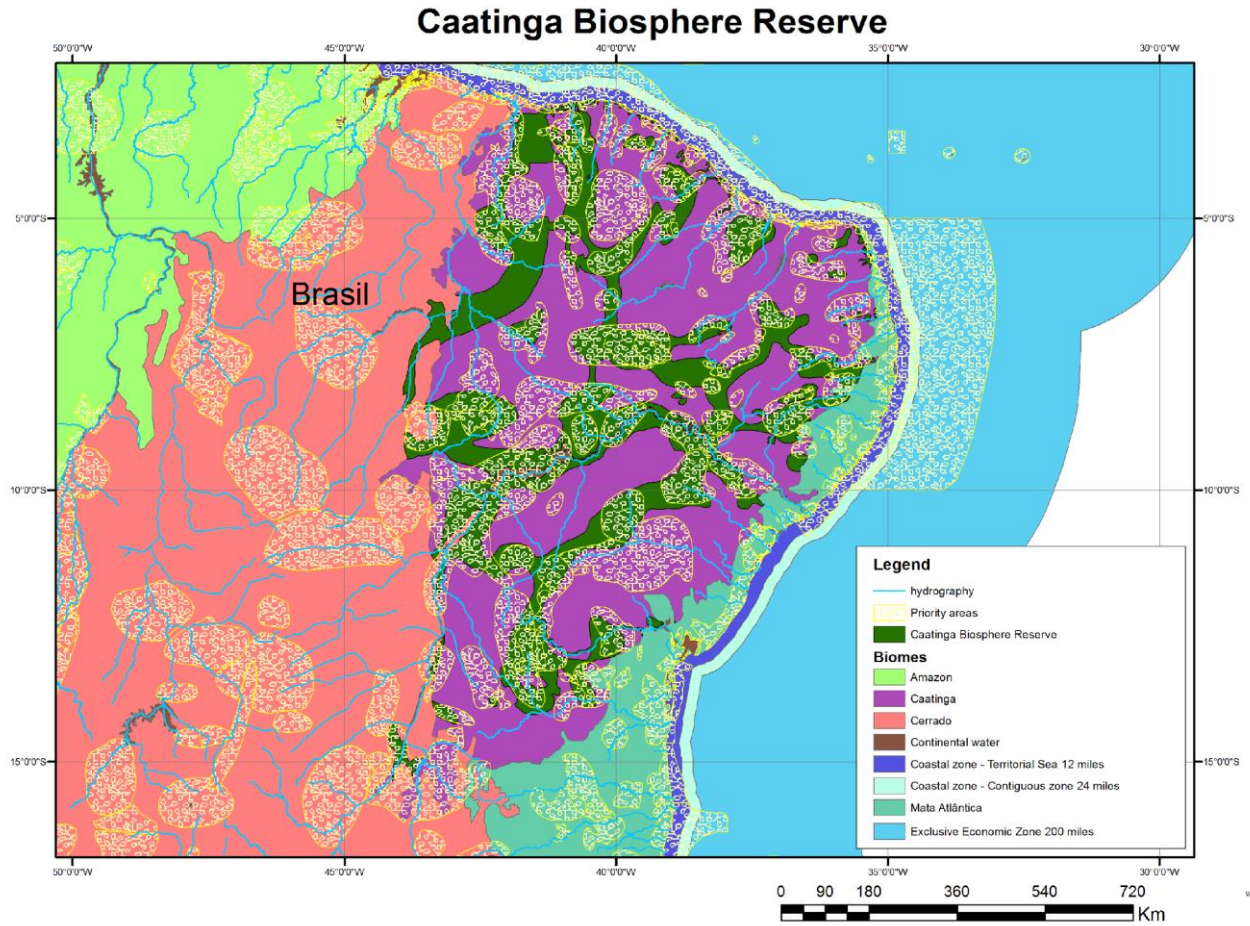 Caatinga Biosphere Reserve
50°0'0"W 45°0'0"W 40°0'0"W 35°0'0"W 30°0'0"W
5°0'0"S 5°0'0"S
Brasil
10°0'0"S 10°0'0"S
15°0'0"S 15°0'0"S
Legend
hydrography
Priority areas
Caatinga Biosphere Reserve
Biomes
Amazon
Caatinga
Cerrado
Continental water
Coastal zone - Territorial Sea 12 miles
Coastal zone - Contiguous zone 24 miles
Mata Atlântica
Exclusive Economic Zone 200 miles
50°0'0"W 45°0'0"W 40°0'0"W 35°0'0"W 30°0'0"W
0 90 180 360 540 720
Km